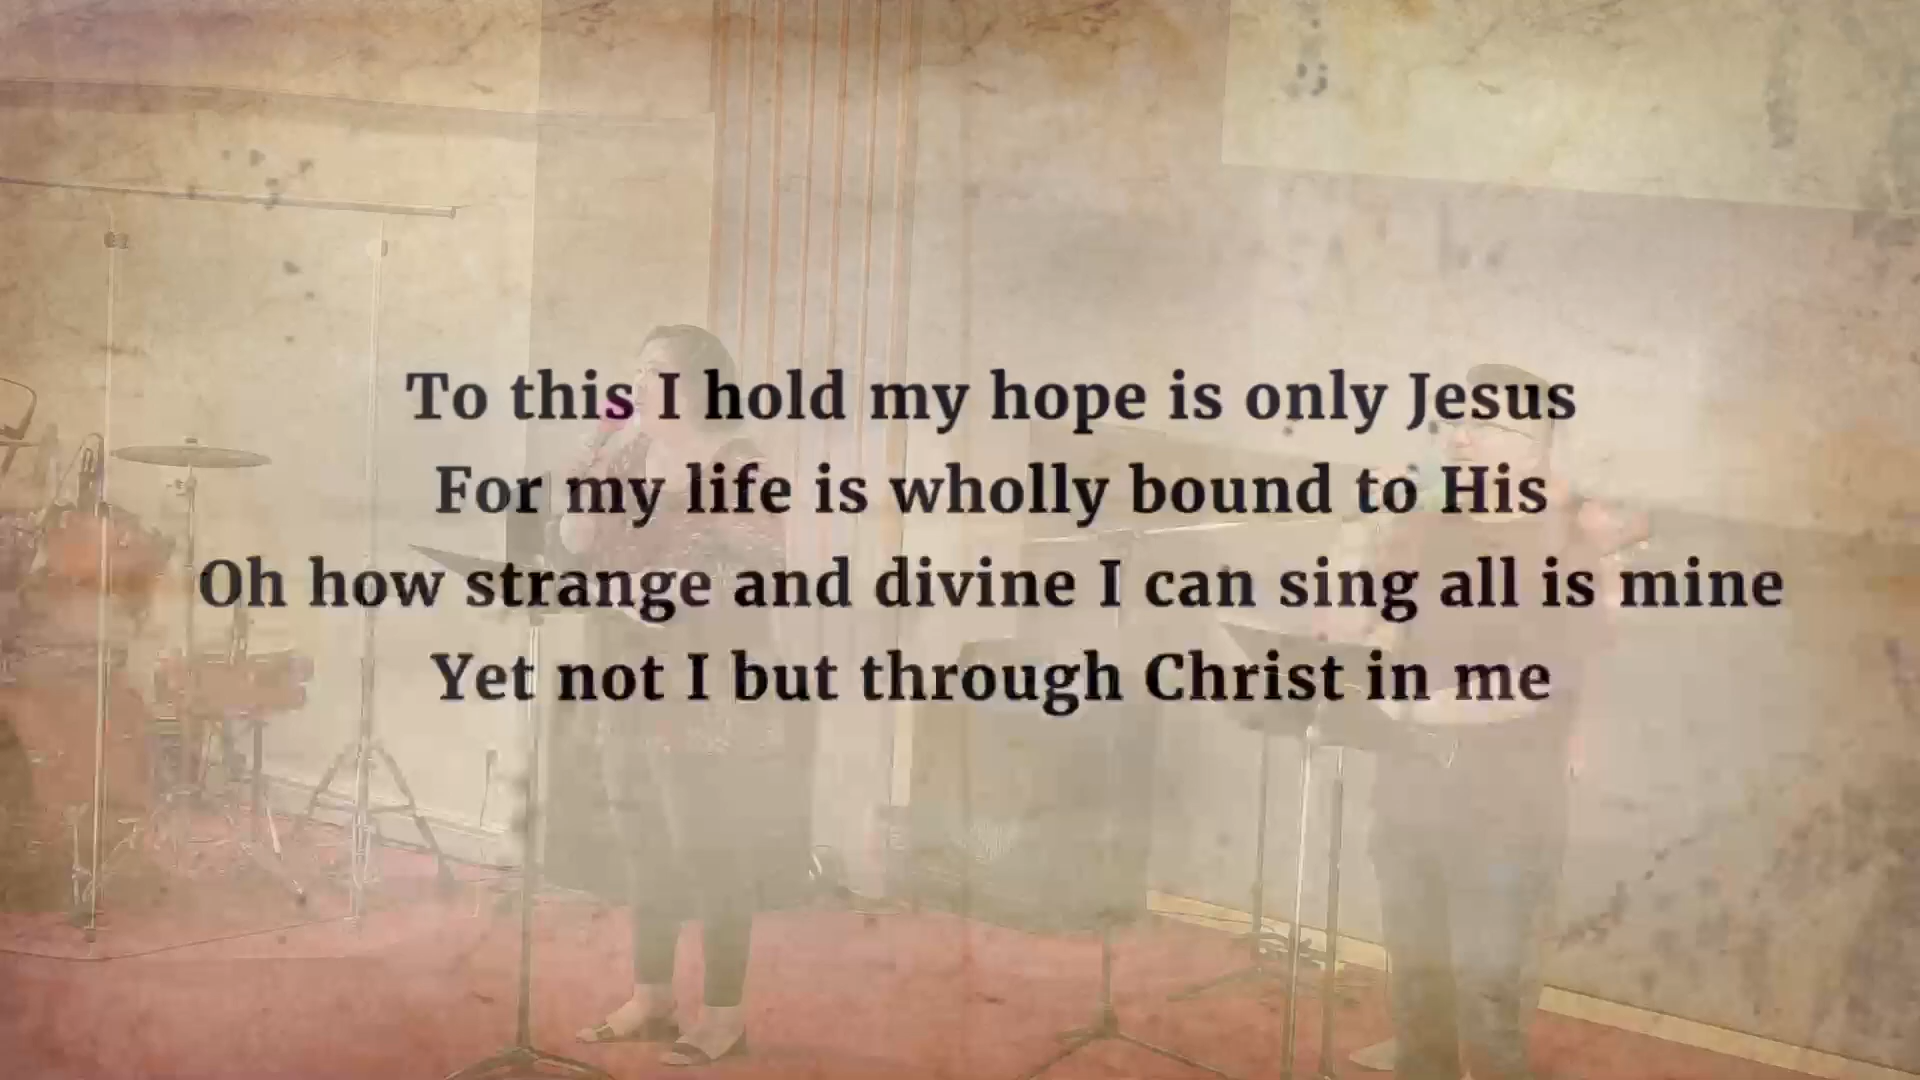 To this I hold my hope is only Jesus
For my life is wholly bound to His
Oh how strange and divine I can sing all is mine
Yet not I but through Christ in me